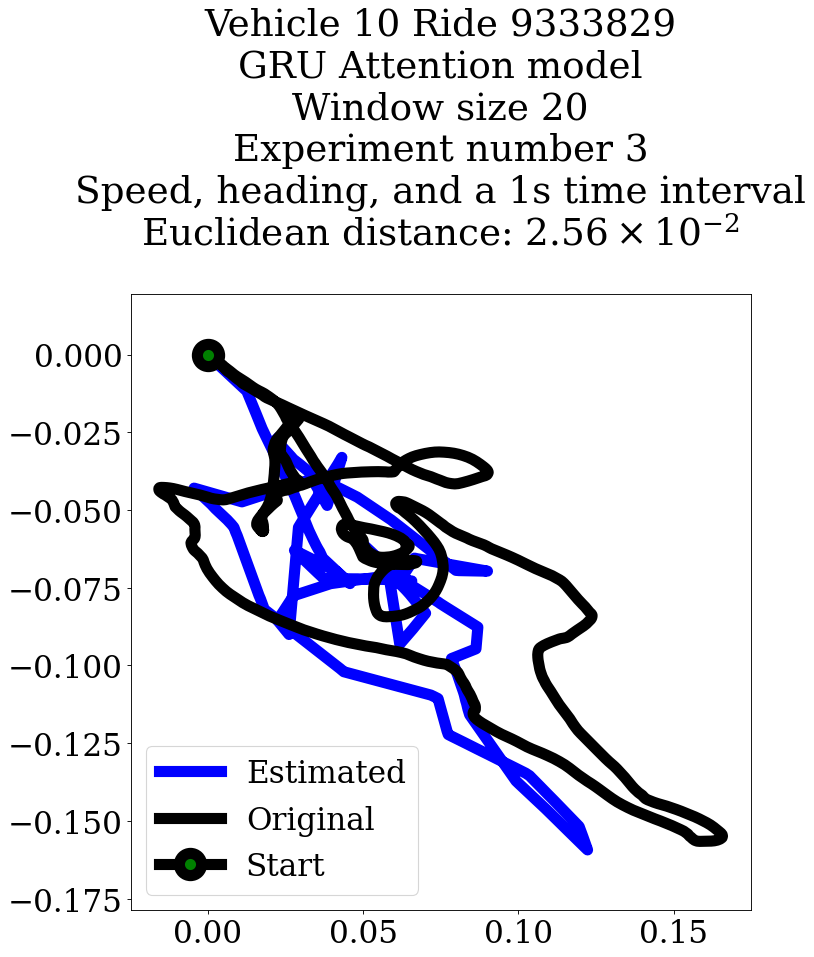 Vehicle 10 Ride 9333829
GRU Attention model
Window size 20
Experiment number 3
Speed, heading, and a 1s time interval
Euclidean distance: 2.56 × 10⁻²
0.000
−0.025
−0.050
−0.075
−0.100
−0.125
−0.150
−0.175
Estimated
Original
Start
0.00 0.05 0.10 0.15